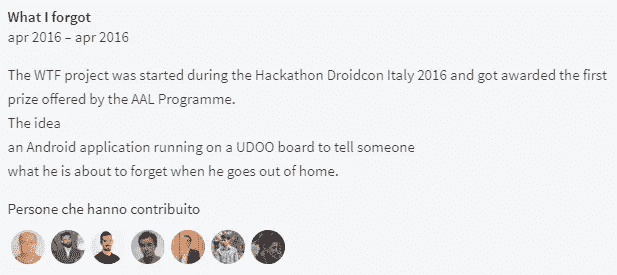 What I forgot
apr 2016 – apr 2016
The WTF project was started during the Hackathon Droidcon Italy 2016 and got awarded the first
prize offered by the AAL Programme.
The idea
an Android application running on a UDOO board to tell someone
what he is about to forget when he goes out of home.
Persone che hanno contribuito